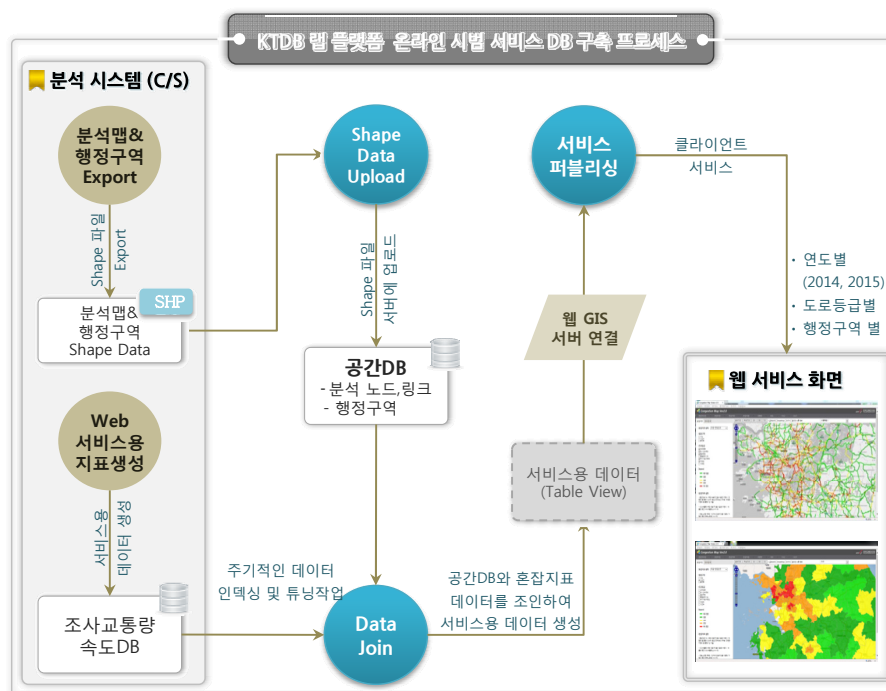 KTDB 랩 플랫폼 온라인 시범 서비스 DB 구축 프로세스
분석 시스템 (C/S)
분석맵&
행정구역
Export
Shape 파일
Export
SHP
분석맵&
행정구역
Shape Data
Web
서비스용
지표생성
서비스용
데이터 생성
조사교통량
속도DB
Shape
Data
Upload
Shape 파일
서버에 업로드
공간DB
- 분석 노드,링크
- 행정구역
주기적인 데이터
인덱싱 및 튜닝작업
Data
Join
공간DB와 혼잡지표
데이터를 조인하여
서비스용 데이터 생성
서비스용 데이터
(Table View)
웹 GIS
서버 연결
서비스
퍼블리싱
클라이언트
서비스
· 연도별
(2014, 2015)
· 도로등급별
· 행정구역 별
웹 서비스 화면